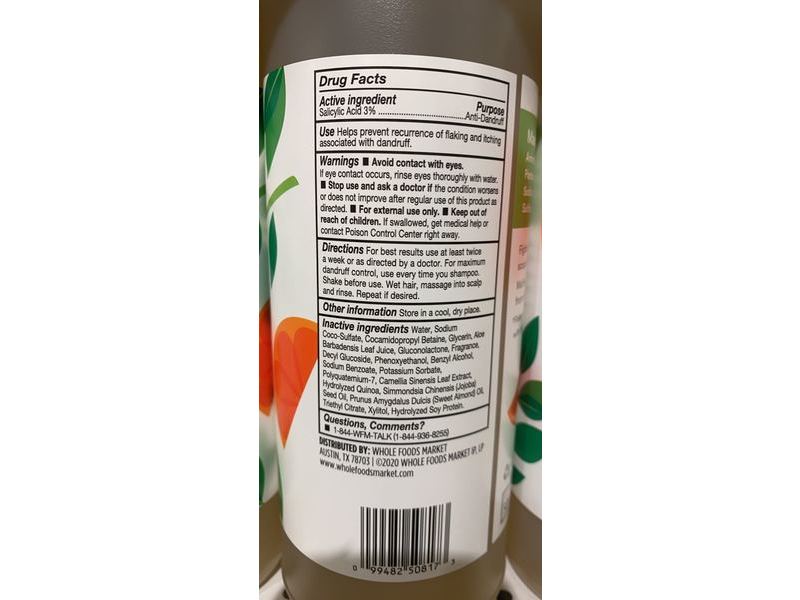 Drug Facts
Active ingredient Purpose
Salicylic Acid 3% ..............................Anti-Dandruff
Use Helps prevent recurrence of flaking and itching
associated with dandruff.
Warnings ■ Avoid contact with eyes.
If eye contact occurs, rinse eyes thoroughly with water.
■ Stop use and ask a doctor if the condition worsens
or does not improve after regular use of this product as
directed. ■ For external use only. ■ Keep out of
reach of children. If swallowed, get medical help or
contact Poison Control Center right away.
Directions For best results use at least twice
a week or as directed by a doctor. For maximum
dandruff control, use every time you shampoo.
Shake before use. Wet hair, massage into scalp
and rinse. Repeat if desired.
Other information Store in a cool, dry place.
Inactive ingredients Water, Sodium
Coco-Sulfate, Cocamidopropyl Betaine, Glycerin, Aloe
Barbadensis Leaf Juice, Gluconolactone, Fragrance,
Decyl Glucoside, Phenoxyethanol, Benzyl Alcohol,
Sodium Benzoate, Potassium Sorbate,
Polyquaternium-7, Camellia Sinensis Leaf Extract,
Hydrolyzed Quinoa, Simmondsia Chinensis (Jojoba)
Seed Oil, Prunus Amygdalus Dulcis (Sweet Almond) Oil,
Triethyl Citrate, Xylitol, Hydrolyzed Soy Protein.
Questions, Comments?
■ 1-844-WFM-TALK (1-844-936-8255)
DISTRIBUTED BY: WHOLE FOODS MARKET
AUSTIN, TX 78703 | ©2020 WHOLE FOODS MARKET IP, LP
www.wholefoodsmarket.com
0 99482 50817 3